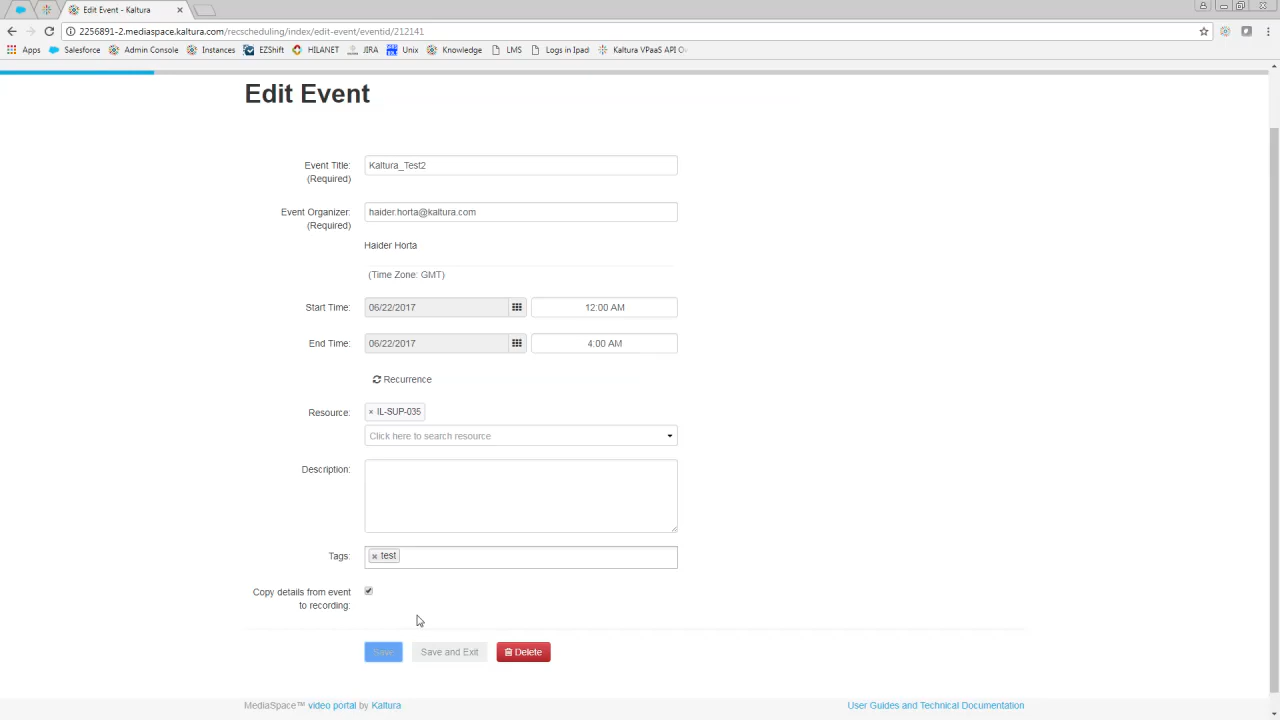 Edit Event - Kaltura
2256891-2.mediaspace.kaltura.com/recscheduling/index/edit-event/eventid/212141
Apps Salesforce Admin Console Instances EZShift HILANET JIRA Unix Knowledge LMS Logs in Ipad Kaltura VPaaS API Ov
Edit Event
Event Title: Kaltura_Test2
(Required)
Event Organizer: haider.horta@kaltura.com
(Required)
Haider Horta
(Time Zone: GMT)
Start Time: 06/22/2017 12:00 AM
End Time: 06/22/2017 4:00 AM
Recurrence
Resource: × IL-SUP-035
Click here to search resource
Description:
Tags: × test
Copy details from event
to recording:
Save Save and Exit Delete
MediaSpace™ video portal by Kaltura User Guides and Technical Documentation